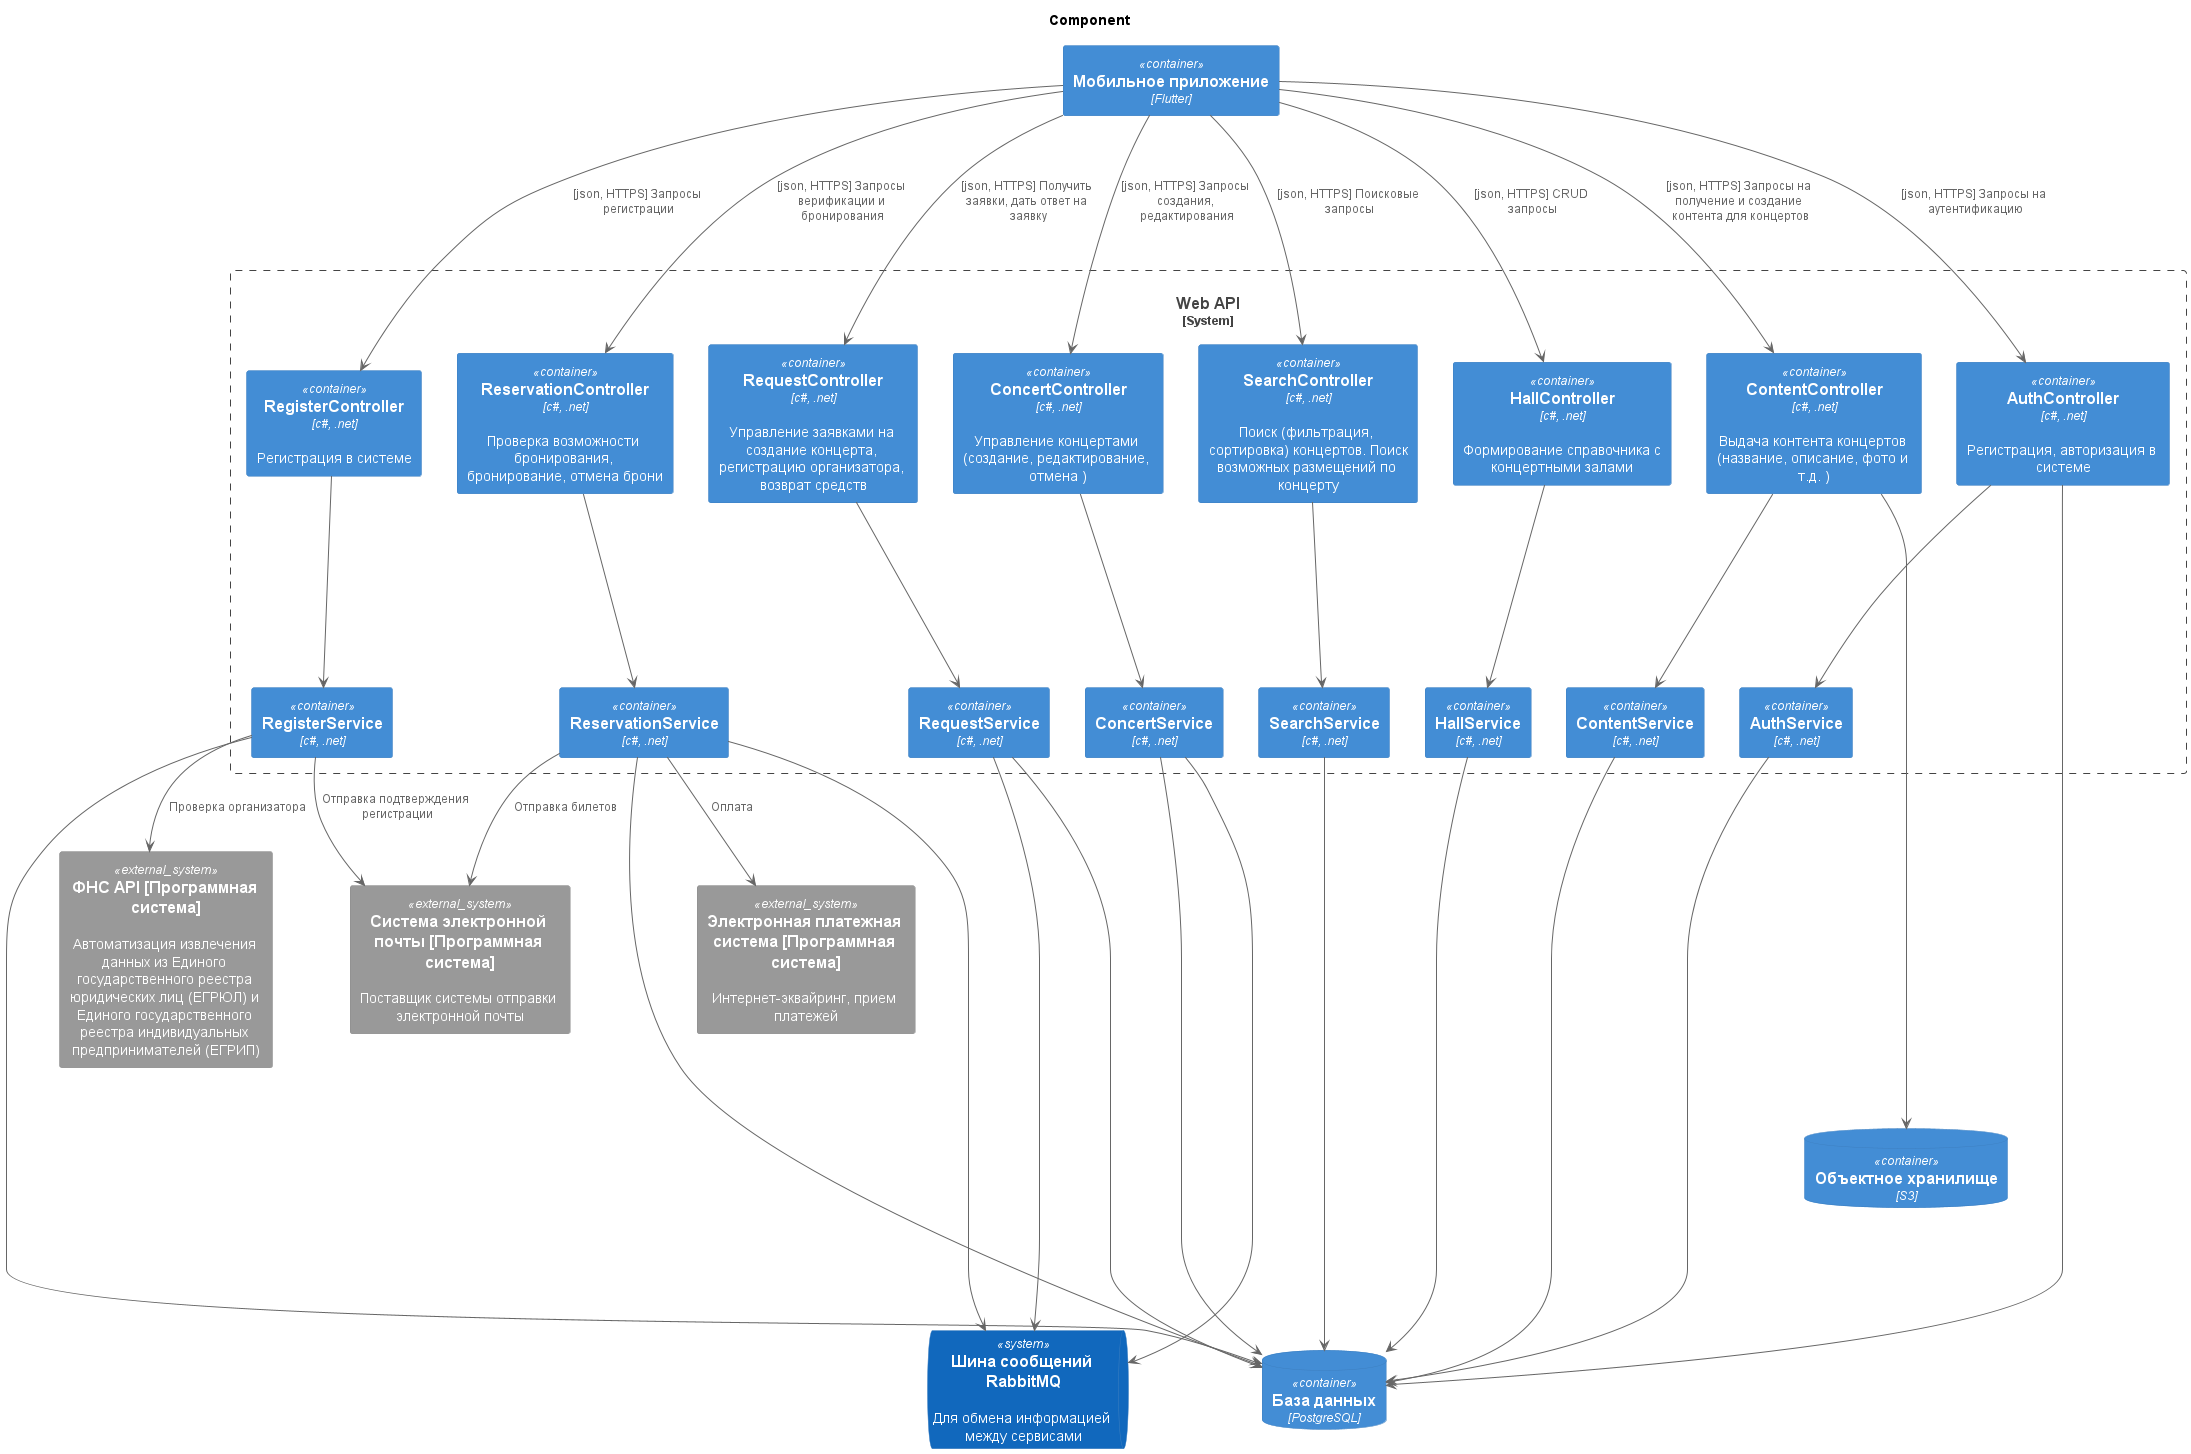 Component
«container»
Мобильное приложение
[Flutter]
[json, HTTPS] Запросы
регистрации
[json, HTTPS] Запросы
верификации и
бронирования
[json, HTTPS] Получить
заявки, дать ответ на
заявку
[json, HTTPS] Запросы
создания,
редактирования
[json, HTTPS] Поисковые
запросы
[json, HTTPS] CRUD
запросы
[json, HTTPS] Запросы на
получение и создание
контента для концертов
[json, HTTPS] Запросы на
аутентификацию
Web API
[System]
«container»
RegisterController
[c#, .net]
Регистрация в системе
«container»
ReservationController
[c#, .net]
Проверка возможности
бронирования,
бронирование, отмена брони
«container»
RequestController
[c#, .net]
Управление заявками на
создание концерта,
регистрацию организатора,
возврат средств
«container»
ConcertController
[c#, .net]
Управление концертами
(создание, редактирование,
отмена )
«container»
SearchController
[c#, .net]
Поиск (фильтрация,
сортировка) концертов. Поиск
возможных размещений по
концерту
«container»
HallController
[c#, .net]
Формирование справочника с
концертными залами
«container»
ContentController
[c#, .net]
Выдача контента концертов
(название, описание, фото и
т.д. )
«container»
AuthController
[c#, .net]
Регистрация, авторизация в
системе
«container»
RegisterService
[c#, .net]
«container»
ReservationService
[c#, .net]
«container»
RequestService
[c#, .net]
«container»
ConcertService
[c#, .net]
«container»
SearchService
[c#, .net]
«container»
HallService
[c#, .net]
«container»
ContentService
[c#, .net]
«container»
AuthService
[c#, .net]
Проверка организатора
Отправка подтверждения
регистрации
Отправка билетов
Оплата
«external_system»
ФНС API [Программная
система]
Автоматизация извлечения
данных из Единого
государственного реестра
юридических лиц (ЕГРЮЛ) и
Единого государственного
реестра индивидуальных
предпринимателей (ЕГРИП)
«external_system»
Система электронной
почты [Программная
система]
Поставщик системы отправки
электронной почты
«external_system»
Электронная платежная
система [Программная
система]
Интернет-эквайринг, прием
платежей
«container»
Объектное хранилище
[S3]
«system»
Шина сообщений
RabbitMQ
Для обмена информацией
между сервисами
«container»
База данных
[PostgreSQL]